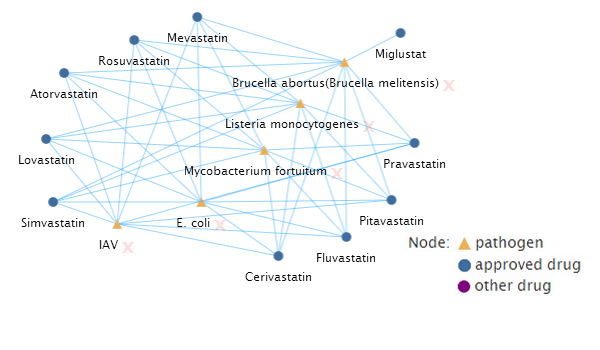 Mevastatin
Miglustat
Rosuvastatin
Brucella abortus(Brucella melitensis) X
Atorvastatin
Listeria monocytogenes X
Lovastatin
Pravastatin
Mycobacterium fortuitum X
Simvastatin
E. coli X
Pitavastatin
IAV X
Node: pathogen
Fluvastatin
approved drug
Cerivastatin
other drug